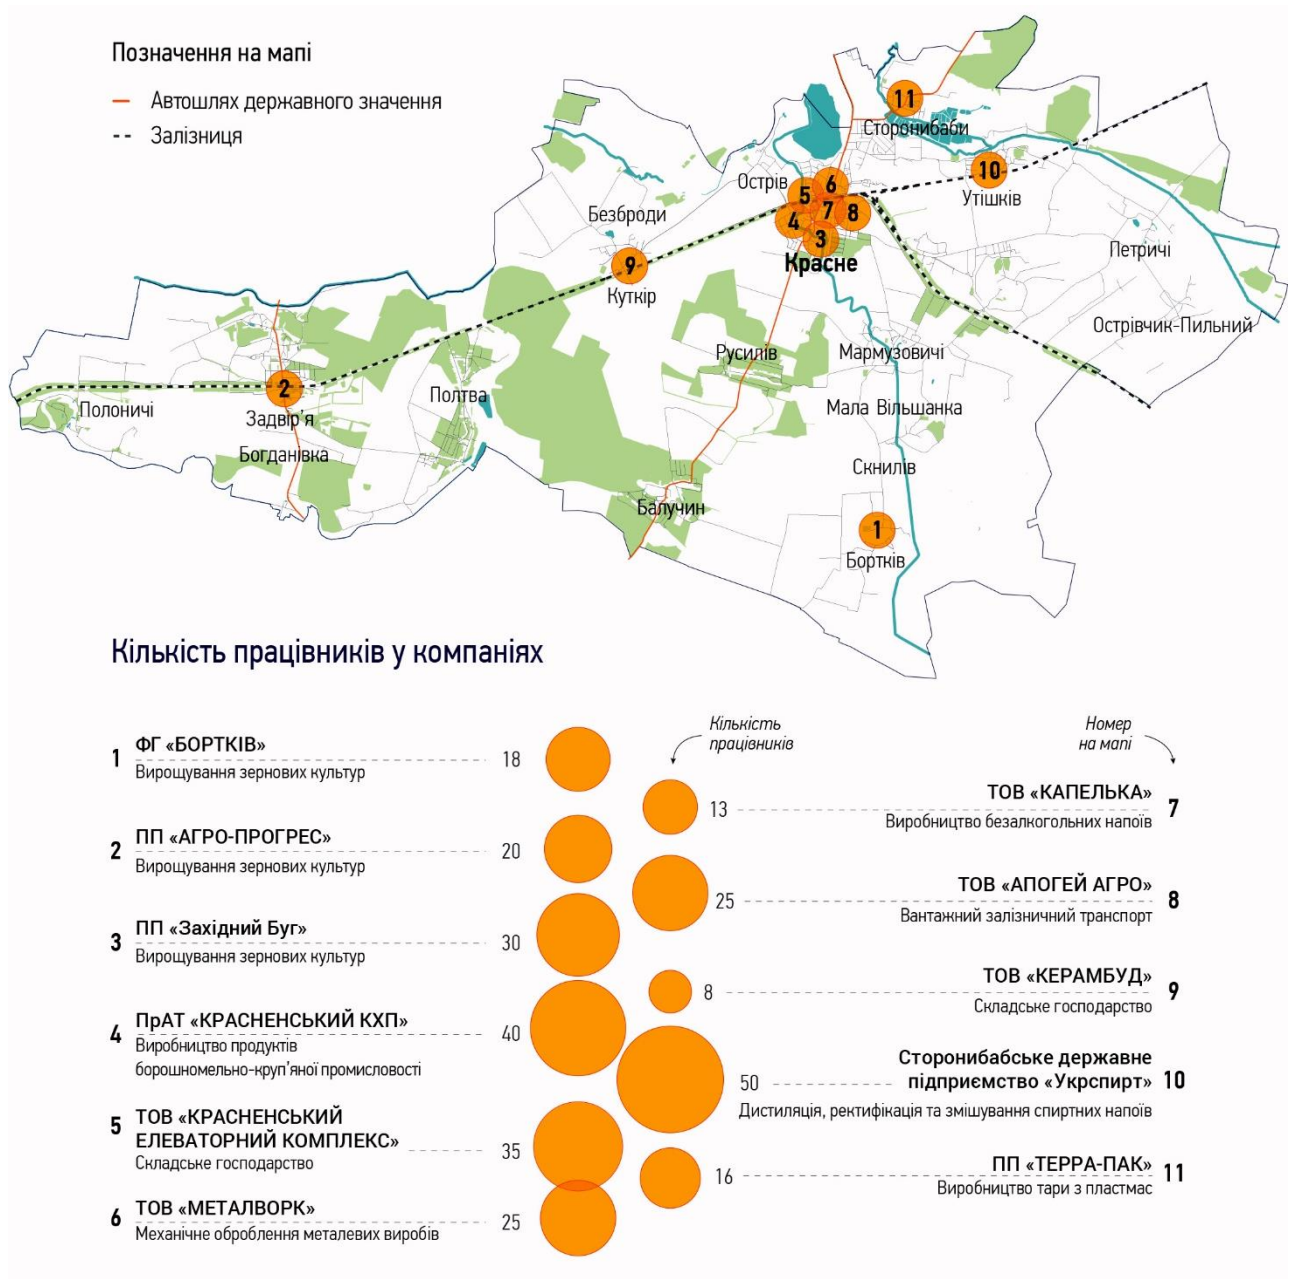 Позначення на мапі
Автошлях державного значення
Залізниця
11
Сторонибаби
10
Утішків
Острів
6
5
7
8
4
3
Красне
Безброди
9
Куткір
Петричі
Острівчик-Пильний
Русилів
Мармузовичі
2
Полоничі
Задвір'я
Полтва
Мала Вільшанка
Богданівка
Скнилів
Балучин
1
Бортків
Кількість працівників у компаніях
1
ФГ «БОРТКІВ»
Вирощування зернових культур
18
2
ПП «АГРО-ПРОГРЕС»
Вирощування зернових культур
20
3
ПП «Західний Буг»
Вирощування зернових культур
30
4
ПрАТ «КРАСНЕНСЬКИЙ КХП»
Виробництво продуктів
борошномельно-круп'яної промисловості
40
5
ТОВ «КРАСНЕНСЬКИЙ
ЕЛЕВАТОРНИЙ КОМПЛЕКС»
Складське господарство
35
6
ТОВ «МЕТАЛВОРК»
Механічне оброблення металевих виробів
25
Кількість
працівників
Номер
на мапі
ТОВ «КАПЕЛЬКА»
13
7
Виробництво безалкогольних напоїв
ТОВ «АПОГЕЙ АГРО»
25
8
Вантажний залізничний транспорт
ТОВ «КЕРАМБУД»
8
9
Складське господарство
Сторонибабське державне
підприємство «Укрспирт»
50
10
Дистиляція, ректифікація та змішування спиртних напоїв
ПП «ТЕРРА-ПАК»
16
11
Виробництво тари з пластмас